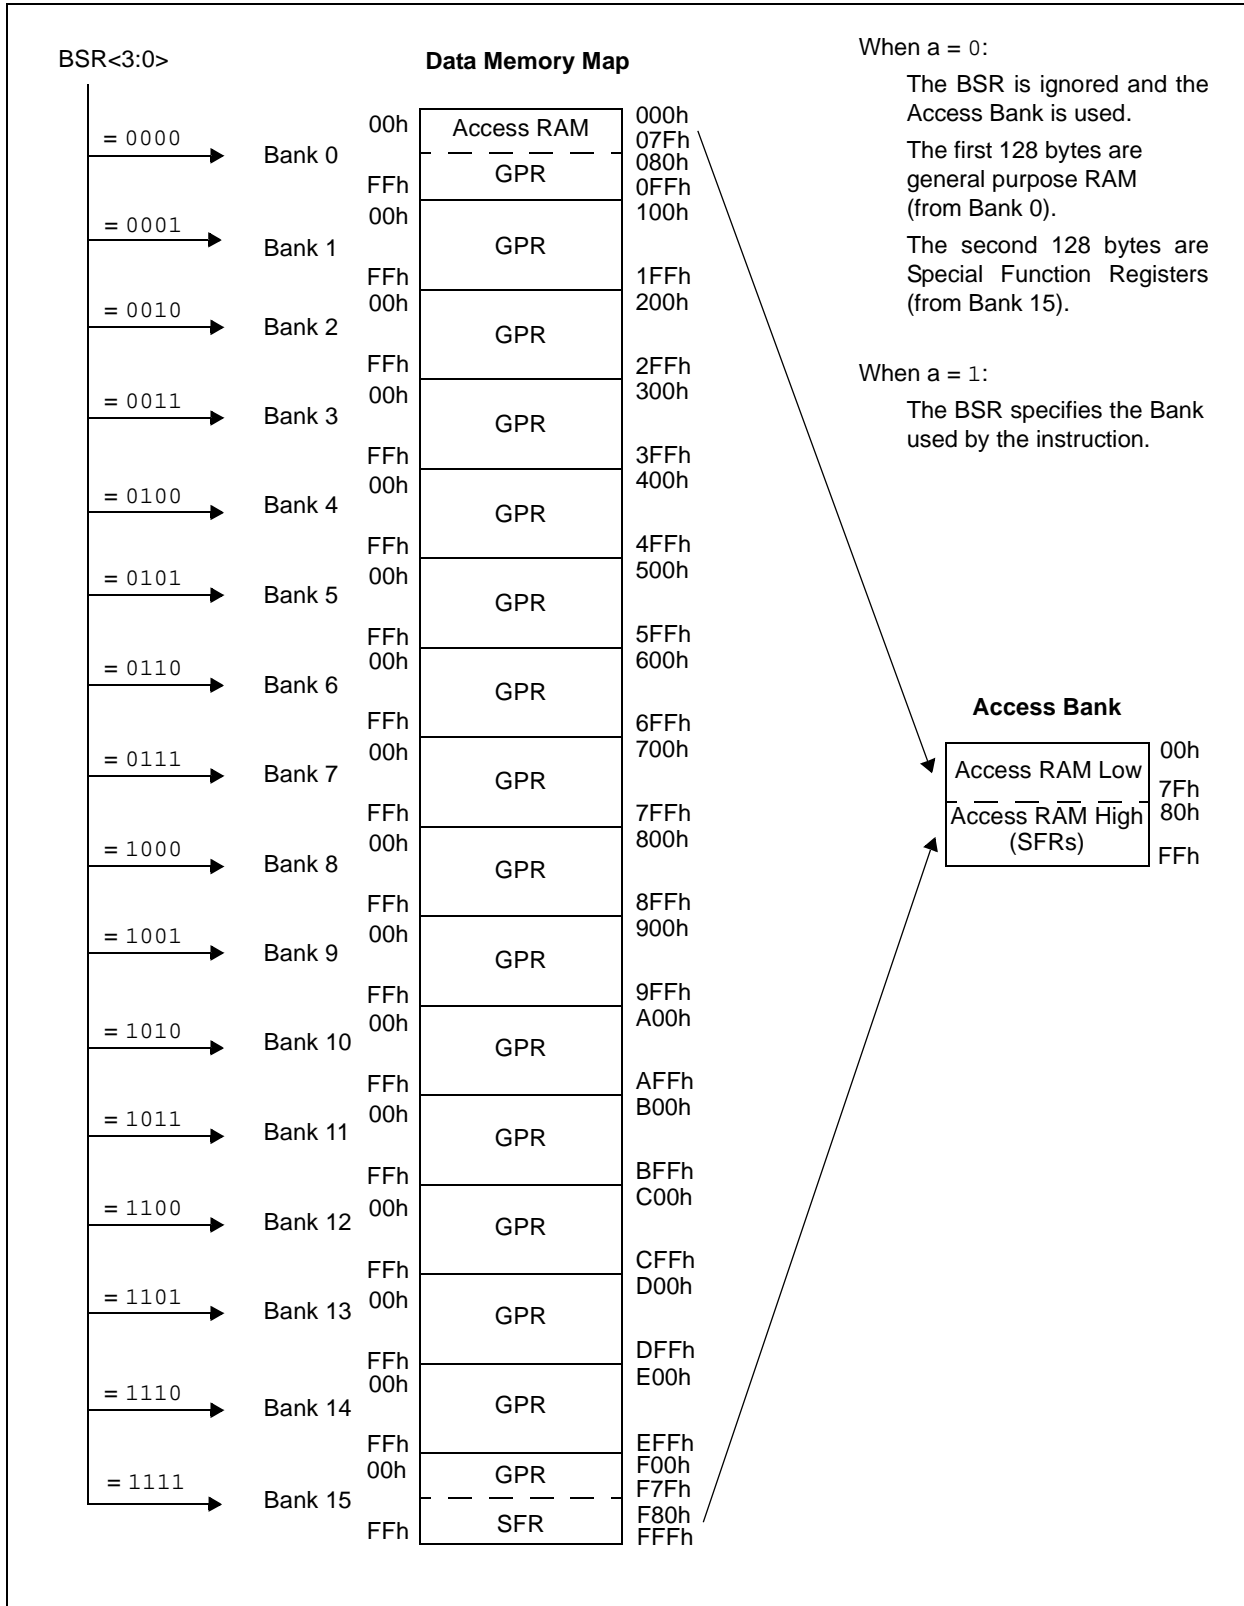 BSR<3:0>
Data Memory Map
When a = 0:
The BSR is ignored and the
Access Bank is used.
The first 128 bytes are
general purpose RAM
(from Bank 0).
The second 128 bytes are
Special Function Registers
(from Bank 15).
When a = 1:
The BSR specifies the Bank
used by the instruction.
= 0000
Bank 0
00h
Access RAM
000h
07Fh
080h
GPR
FFh
0FFh
= 0001
Bank 1
00h
100h
GPR
FFh
1FFh
= 0010
Bank 2
00h
200h
GPR
FFh
2FFh
= 0011
Bank 3
00h
300h
GPR
FFh
3FFh
= 0100
Bank 4
00h
400h
GPR
FFh
4FFh
= 0101
Bank 5
00h
500h
GPR
FFh
5FFh
= 0110
Bank 6
00h
600h
GPR
FFh
6FFh
= 0111
Bank 7
00h
700h
GPR
FFh
7FFh
= 1000
Bank 8
00h
800h
GPR
FFh
8FFh
= 1001
Bank 9
00h
900h
GPR
FFh
9FFh
= 1010
Bank 10
00h
A00h
GPR
FFh
AFFh
= 1011
Bank 11
00h
B00h
GPR
FFh
BFFh
= 1100
Bank 12
00h
C00h
GPR
FFh
CFFh
= 1101
Bank 13
00h
D00h
GPR
FFh
DFFh
= 1110
Bank 14
00h
E00h
GPR
FFh
EFFh
= 1111
Bank 15
00h
F00h
GPR
F7Fh
F80h
SFR
FFh
FFFh
Access Bank
Access RAM Low
00h
7Fh
Access RAM High
(SFRs)
80h
FFh